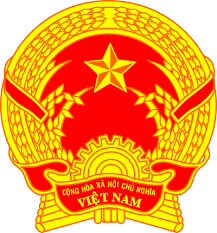 CỘNG HÒA XÃ HỘI CHỦ NGHĨA
VIỆT NAM